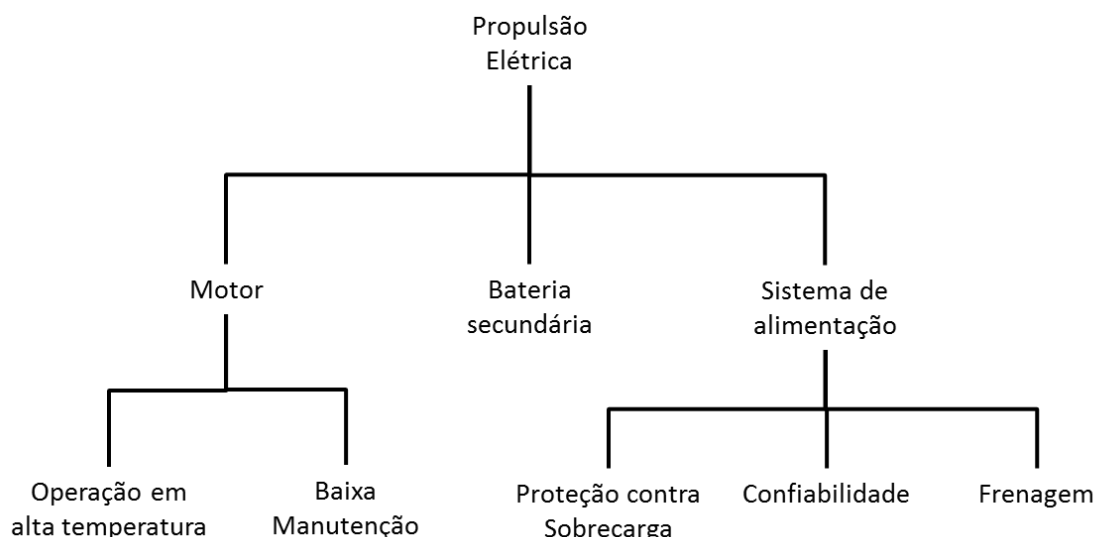 Propulsão
Elétrica
Motor
Bateria
secundária
Sistema de
alimentação
Operação em
alta temperatura
Baixa
Manutenção
Proteção contra
Sobrecarga
Confiabilidade
Frenagem